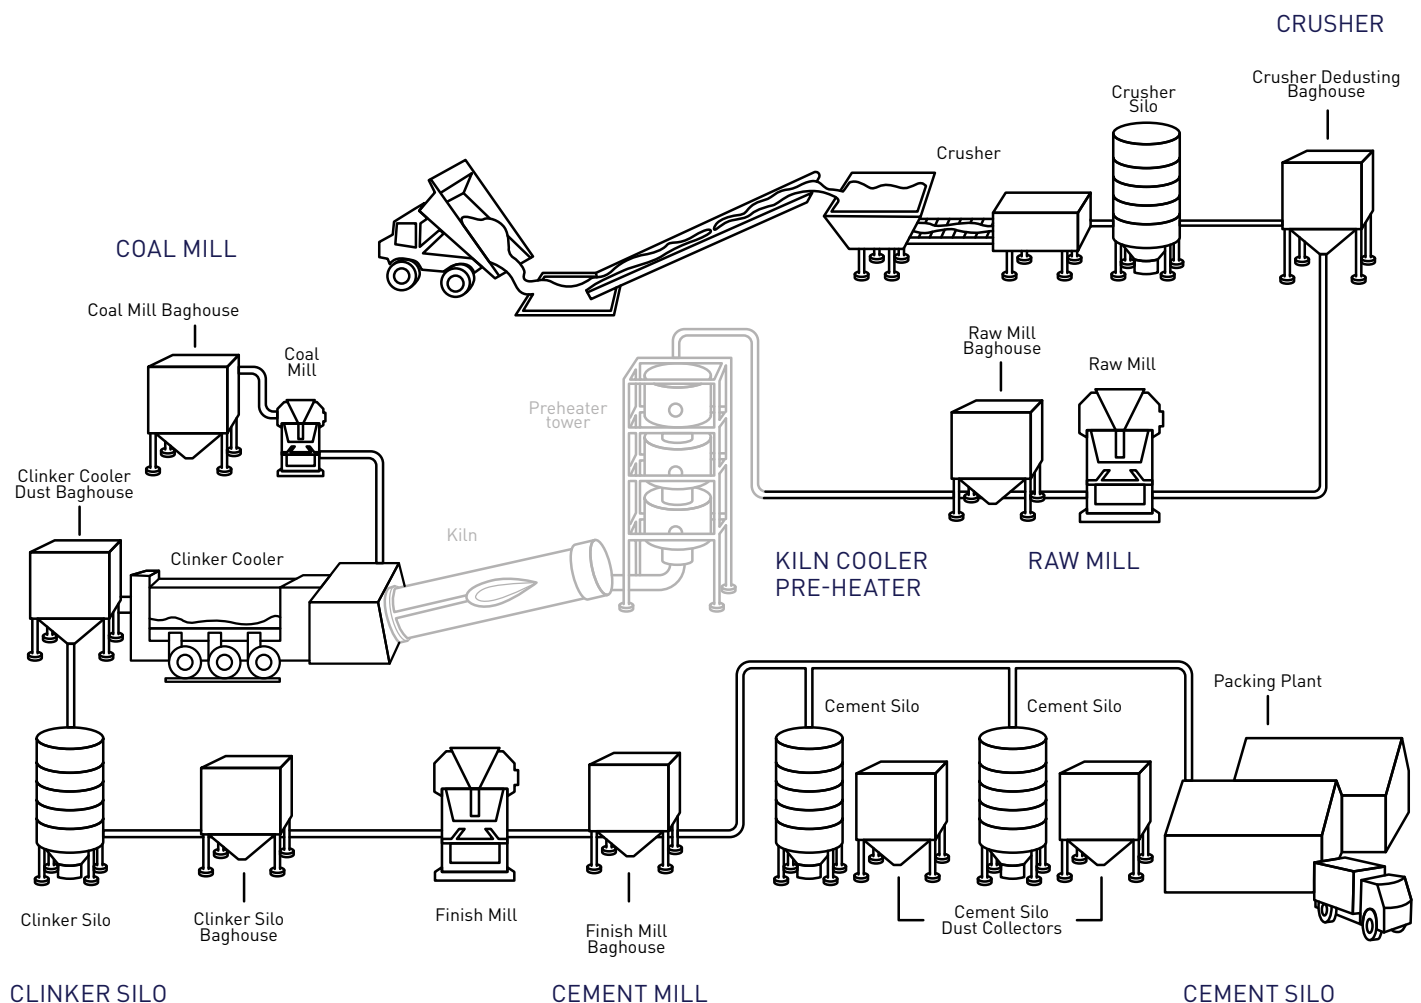 CRUSHER
Crusher Dedusting
Baghouse
Crusher
Silo
Crusher
COAL MILL
Coal Mill Baghouse
Coal
Mill
Raw Mill
Baghouse
Raw Mill
Preheater
tower
Clinker Cooler
Dust Baghouse
Clinker Cooler
Kiln
KILN COOLER
PRE-HEATER
RAW MILL
Cement Silo
Cement Silo
Packing Plant
Clinker Silo
Clinker Silo
Baghouse
Finish Mill
Finish Mill
Baghouse
Cement Silo
Dust Collectors
CLINKER SILO
CEMENT MILL
CEMENT SILO